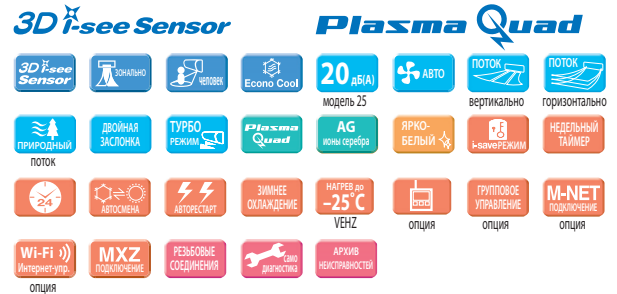 3D i-see Sensor Plasma Quad
3D i-see Sensor
ЗОНАЛЬНО
ЧЕЛОВЕК
Econo Cool
20 дБ(А)
модель 25
АВТО
ПОТОК
вертикально
ПОТОК
горизонтально
ПРИРОДНЫЙ
поток
ДВОЙНАЯ
ЗАСЛОНКА
ТУРБО
РЕЖИМ
Plasma
Quad
AG
ионы серебра
ЯРКО-
БЕЛЫЙ
i-save РЕЖИМ
НЕДЕЛЬНЫЙ
ТАЙМЕР
24
АВТОСМЕНА
АВТОРЕСТАРТ
ЗИМНЕЕ
ОХЛАЖДЕНИЕ
НАГРЕВ до
–25°C
VEHZ
опция
ГРУППОВОЕ
УПРАВЛЕНИЕ
опция
M-NET
ПОДКЛЮЧЕНИЕ
опция
Wi-Fi
Интернет-упр.
опция
MXZ
ПОДКЛЮЧЕНИЕ
РЕЗЬБОВЫЕ
СОЕДИНЕНИЯ
само
диагностика
АРХИВ
НЕИСПРАВНОСТЕЙ